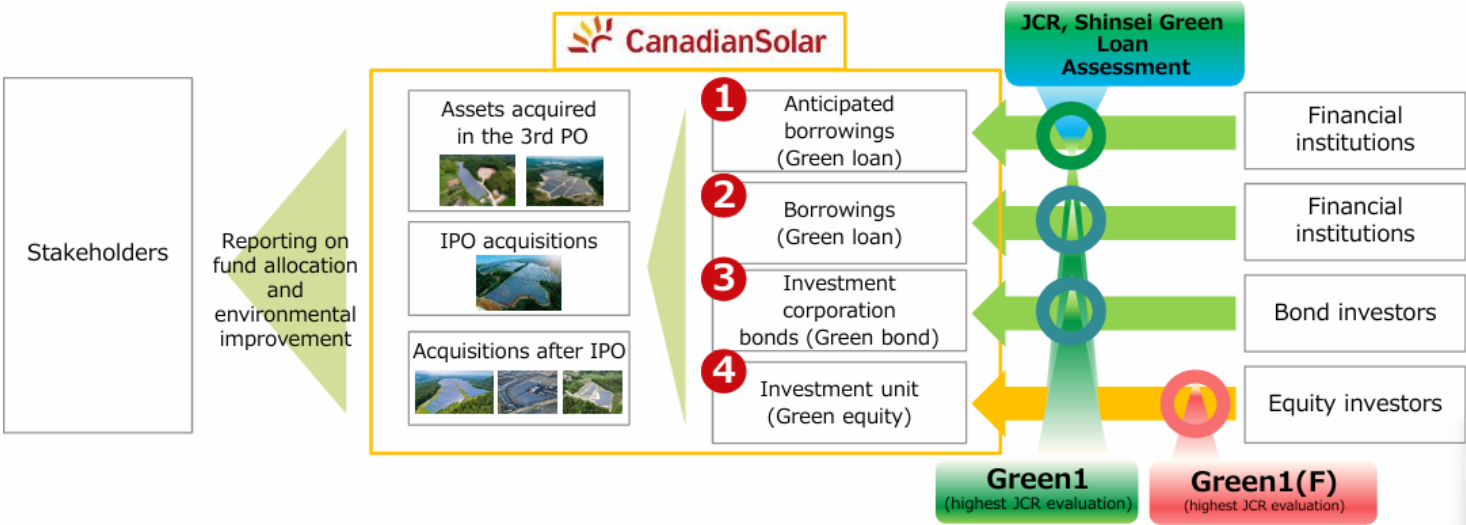 CanadianSolar
JCR, Shinsei Green
Loan
Assessment
Stakeholders
Reporting on
fund allocation
and
environmental
improvement
Assets acquired
in the 3rd PO
IPO acquisitions
Acquisitions after IPO
1
Anticipated
borrowings
(Green loan)
2
Borrowings
(Green loan)
3
Investment
corporation
bonds (Green bond)
4
Investment unit
(Green equity)
Financial
institutions
Financial
institutions
Bond investors
Equity investors
Green1
(highest JCR evaluation)
Green1(F)
(highest JCR evaluation)